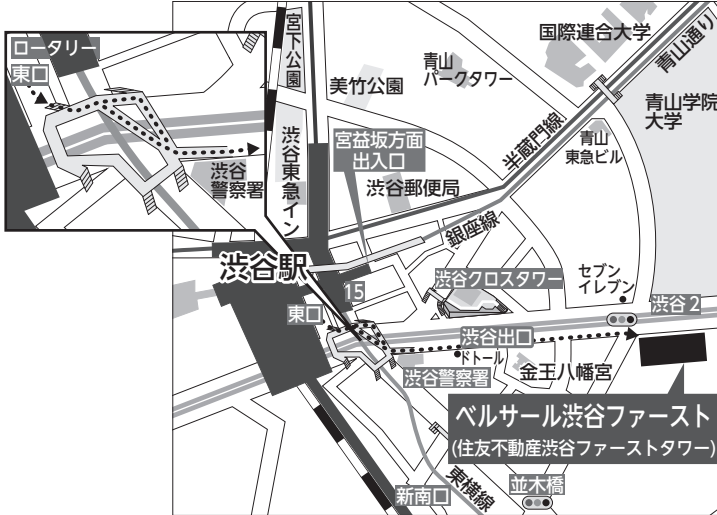 ロータリー
東口
渋谷
警察署
宮下公園
渋谷東急イン
美竹公園
青山
パークタワー
国際連合大学
青山通り
青山学院
大学
青山
東急ビル
半蔵門線
宮益坂方面
出入口
渋谷郵便局
銀座線
渋谷駅
15
東口
渋谷クロスタワー
セブン
イレブン
渋谷2
渋谷出口
ドトール
渋谷警察署
金王八幡宮
ベルサール渋谷ファースト
(住友不動産渋谷ファーストタワー)
東横線
新南口
並木橋